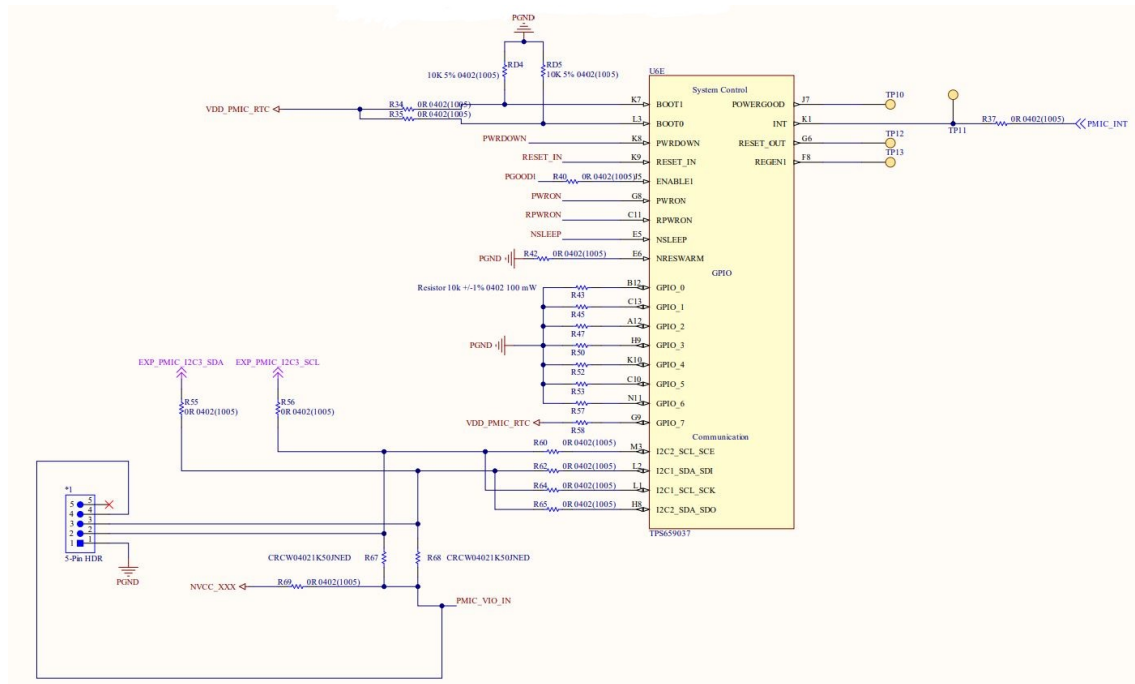 PGND
RD4
RD5
10K 5% 0402(1005)
10K 5% 0402(1005)
U6E
System Control
VDD_PMIC_RTC
R34
0R 0402(1005)
K7
BOOT1
POWERGOOD
J7
TP10
R35
0R 0402(1005)
L3
BOOT0
INT
K1
TP11
R37
0R 0402(1005)
PMIC_INT
PWRDOWN
K8
PWRDOWN
RESET_OUT
G6
TP12
RESET_IN
K9
RESET_IN
REGEN1
F8
TP13
PGOOD1
R40
0R 0402(1005)
J5
ENABLE1
PWRON
G8
PWRON
RPWRON
C11
RPWRON
NSLEEP
E5
NSLEEP
PGND
R42
0R 0402(1005)
E6
NRESWARM
GPIO
Resistor 10k +/-1% 0402 100 mW
R43
B12
GPIO_0
R45
C13
GPIO_1
R47
A12
GPIO_2
PGND
R50
H9
GPIO_3
R52
K10
GPIO_4
R53
C10
GPIO_5
R57
N11
GPIO_6
VDD_PMIC_RTC
R58
G9
GPIO_7
Communication
EXP_PMIC_I2C3_SDA
EXP_PMIC_I2C3_SCL
R55
0R 0402(1005)
R56
0R 0402(1005)
R60
0R 0402(1005)
M3
I2C2_SCL_SCE
R62
0R 0402(1005)
L2
I2C1_SDA_SDI
R64
0R 0402(1005)
L1
I2C1_SCL_SCK
R65
0R 0402(1005)
H8
I2C2_SDA_SDO
TPS659037
*1
5 5
4 4
3 3
2 2
1 1
5-Pin HDR
PGND
CRCW04021K50JNED
R67
R68
CRCW04021K50JNED
NVCC_XXX
R69
0R 0402(1005)
PMIC_VIO_IN